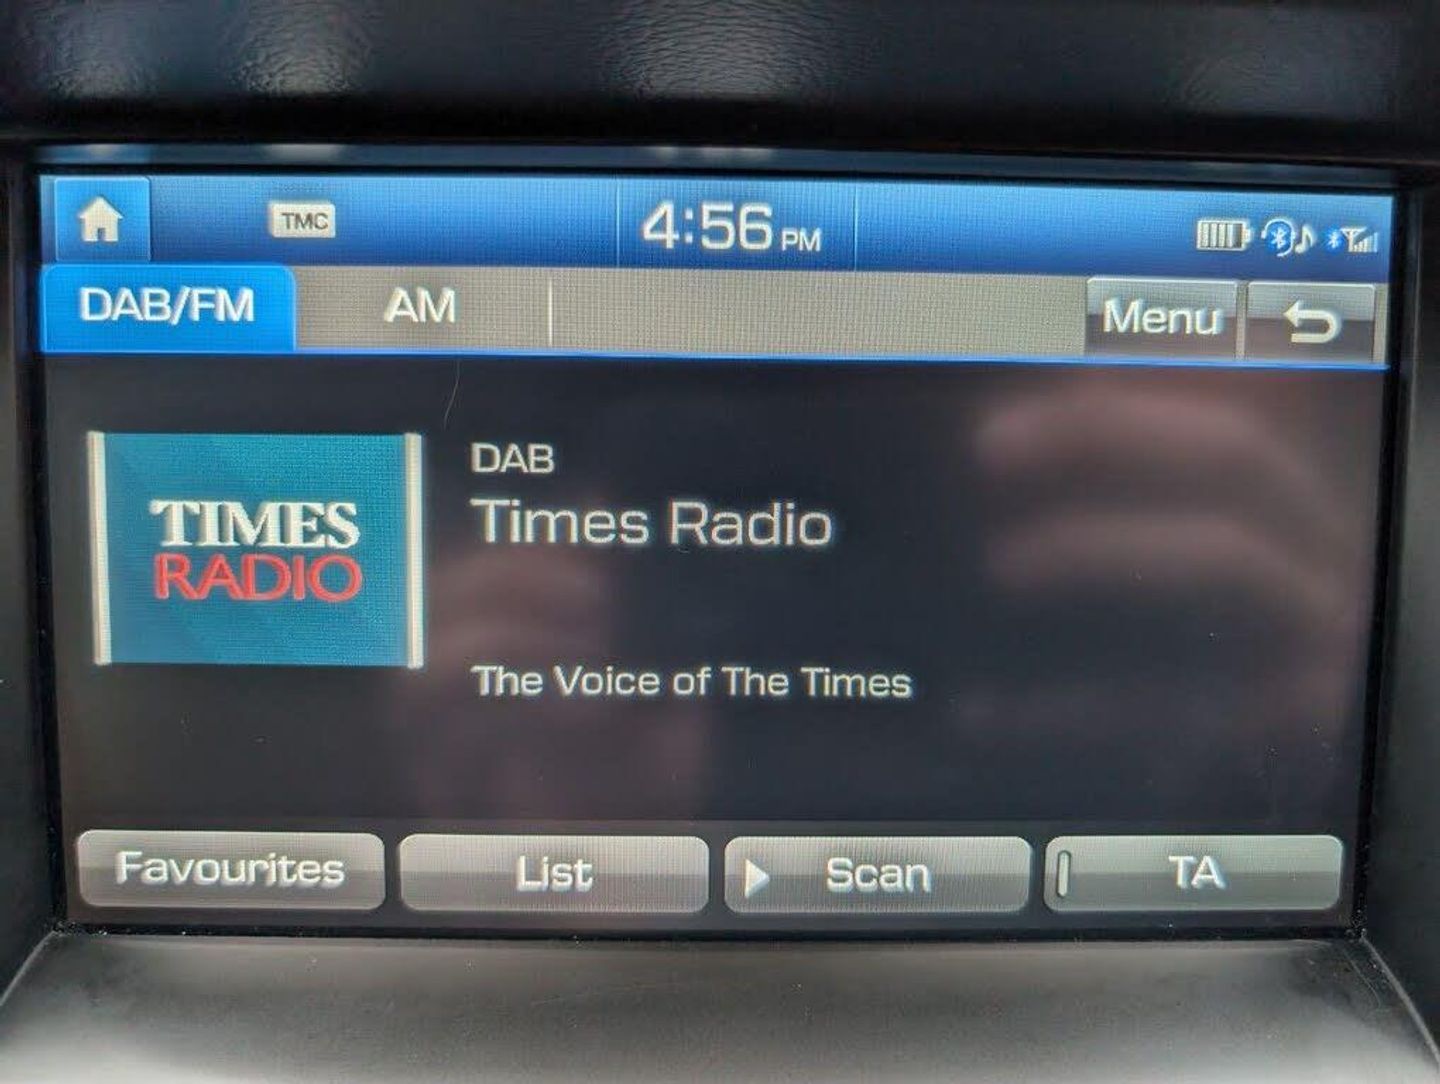 TMC
4:56 PM
DAB/FM
AM
Menu
TIMES
RADIO
DAB
Times Radio
The Voice of The Times
Favourites
List
Scan
TA